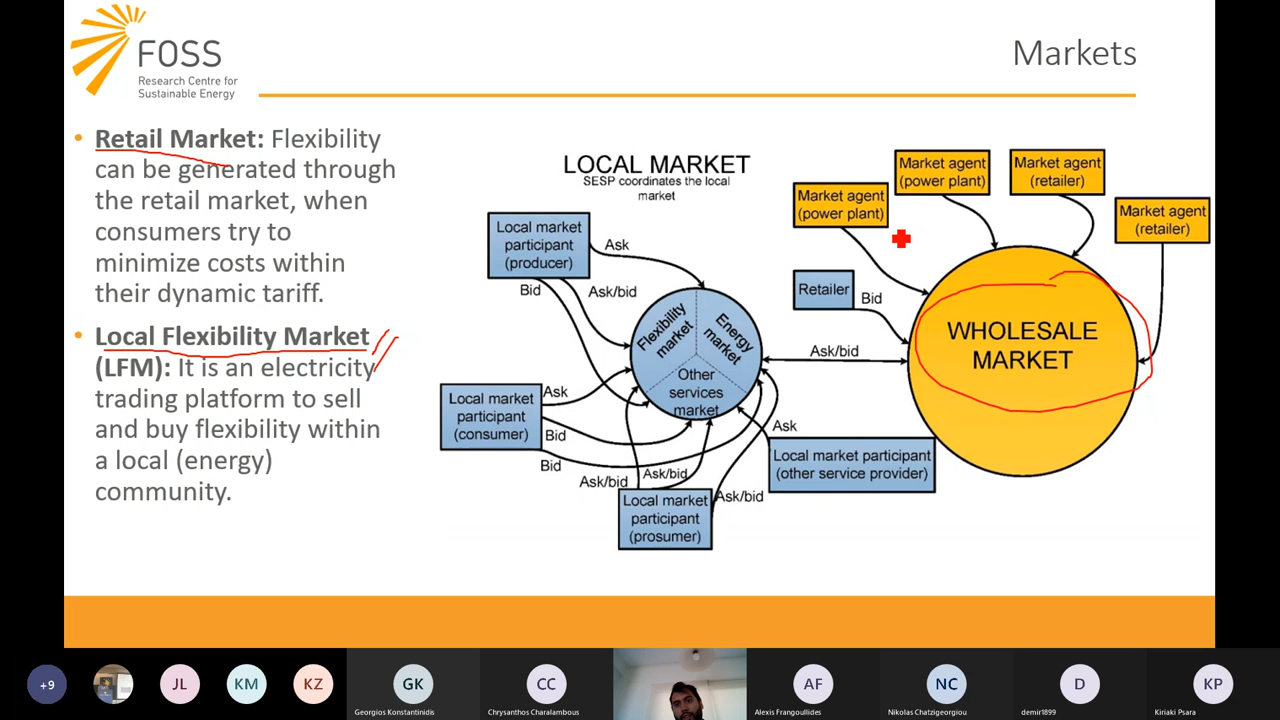 FOSS
Research Centre for
Sustainable Energy
Markets
• Retail Market: Flexibility
can be generated through
the retail market, when
consumers try to
minimize costs within
their dynamic tariff.
• Local Flexibility Market
(LFM): It is an electricity
trading platform to sell
and buy flexibility within
a local (energy)
community.
LOCAL MARKET
SESP coordinates the local
market
Local market
participant
(producer)
Ask
Bid
Ask/bid
Flexibility
market
Energy
market
Other
services
market
Local market
participant
(consumer)
Ask
Bid
Bid
Ask/bid
Ask/bid
Ask/bid
Local market
participant
(prosumer)
Ask
Local market participant
(other service provider)
Ask/bid
Retailer
Bid
Market agent
(power plant)
Market agent
(power plant)
Market agent
(retailer)
Market agent
(retailer)
WHOLESALE
MARKET
+9
JL
KM
KZ
GK
Georgios Konstantinidis
CC
Chrysanthos Charalambous
AF
Alexis Frangoullides
NC
Nikolas Chatzigeorgiou
D
demir1899
KP
Kiriaki Psara